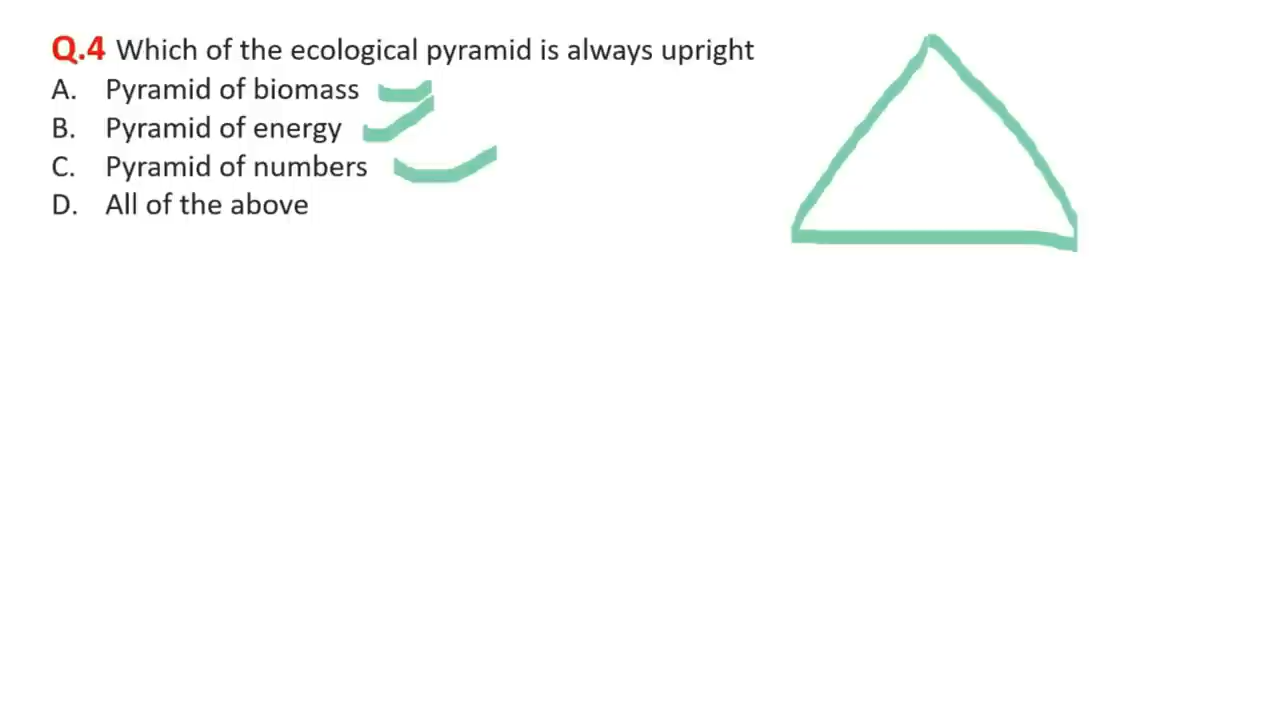 Q.4 Which of the ecological pyramid is always upright
A. Pyramid of biomass
B. Pyramid of energy
C. Pyramid of numbers
D. All of the above